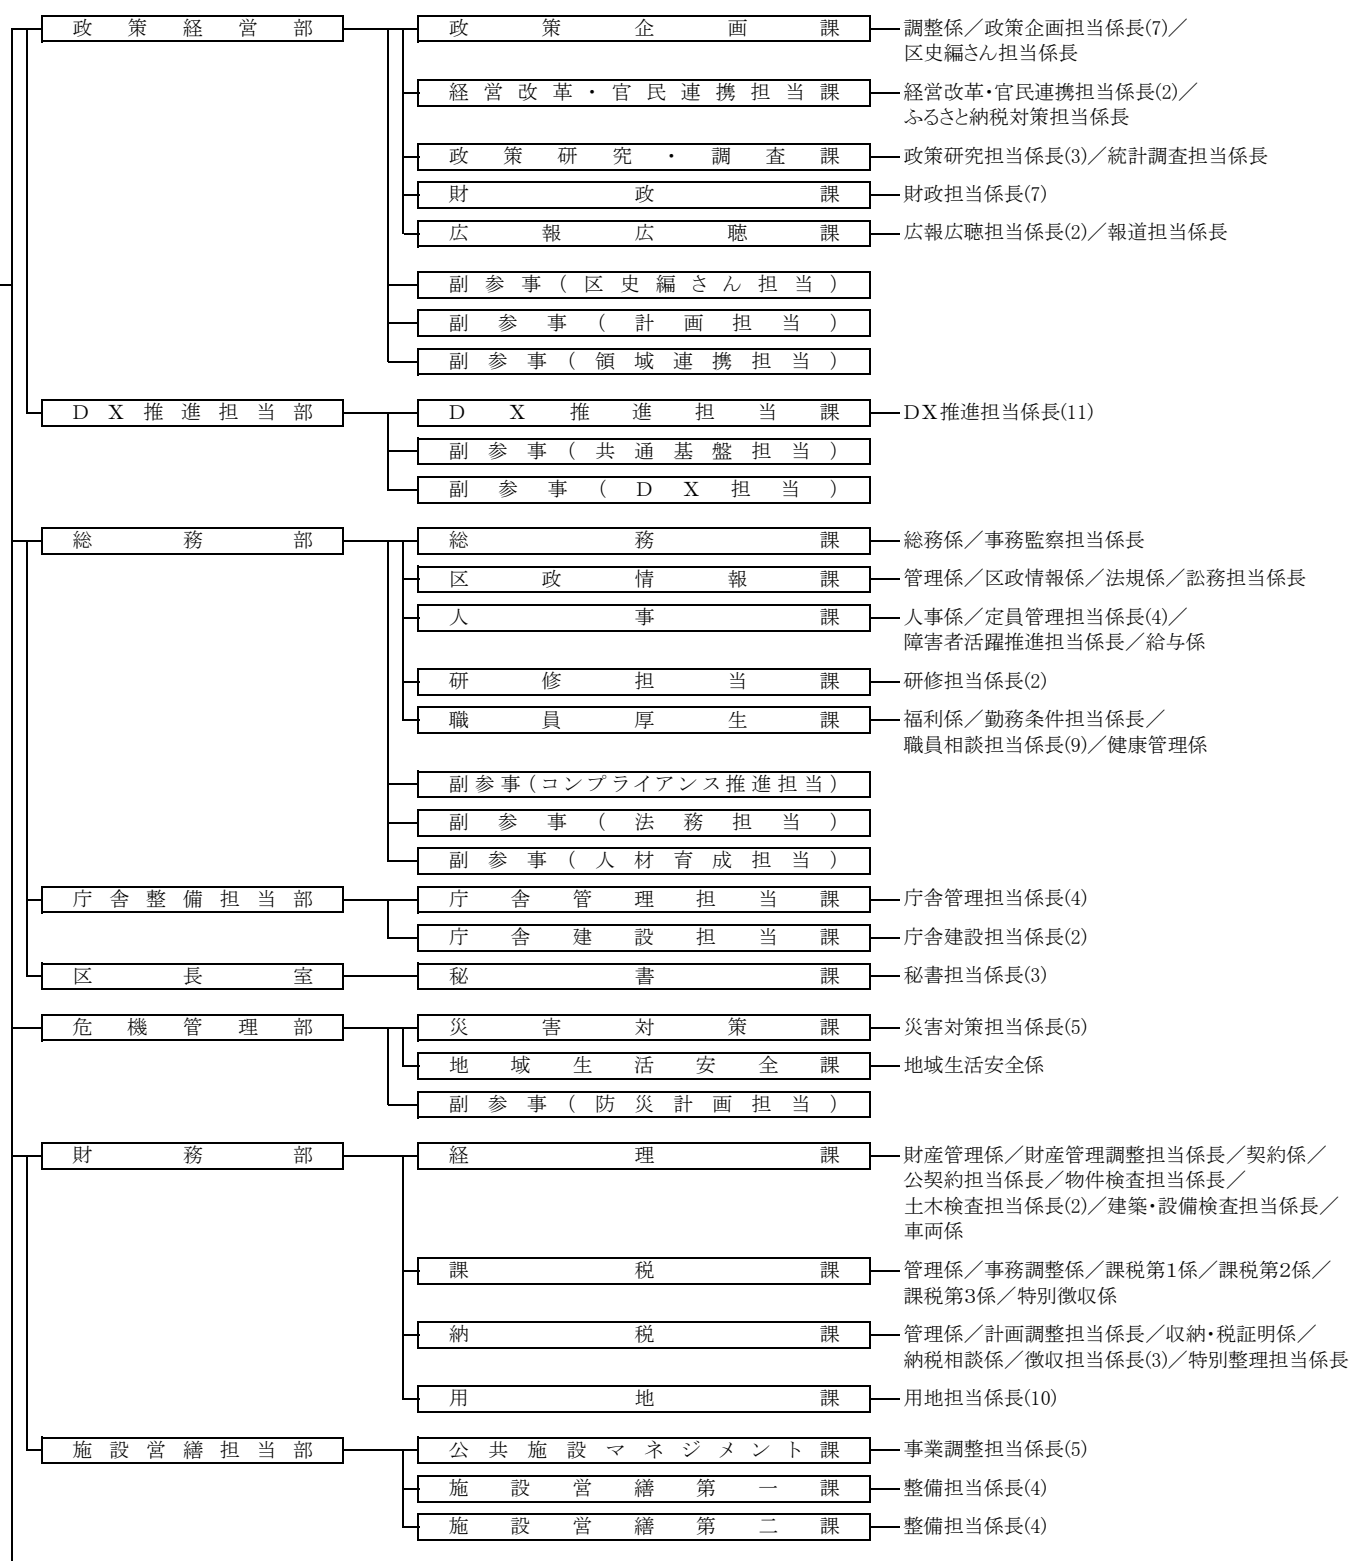 政策経営部
政策企画課
調整係／政策企画担当係長(7)／
区史編さん担当係長
経営改革・官民連携担当課
経営改革・官民連携担当係長(2)／
ふるさと納税対策担当係長
政策研究・調査課
政策研究担当係長(3)／統計調査担当係長
財政課
財政担当係長(7)
広報広聴課
広報広聴担当係長(2)／報道担当係長
副参事(区史編さん担当)
副参事(計画担当)
副参事(領域連携担当)
DX推進担当部
DX推進担当課
DX推進担当係長(11)
副参事(共通基盤担当)
副参事(DX担当)
総務部
総務課
総務係／事務監察担当係長
区政情報課
管理係／区政情報係／法規係／訟務担当係長
人事課
人事係／定員管理担当係長(4)／
障害者活躍推進担当係長／給与係
研修担当課
研修担当係長(2)
職員厚生課
福利係／勤務条件担当係長／
職員相談担当係長(9)／健康管理係
副参事(コンプライアンス推進担当)
副参事(法務担当)
副参事(人材育成担当)
庁舎整備担当部
庁舎管理担当課
庁舎管理担当係長(4)
庁舎建設担当課
庁舎建設担当係長(2)
区長室
秘書課
秘書担当係長(3)
危機管理部
災害対策課
災害対策担当係長(5)
地域生活安全課
地域生活安全係
副参事(防災計画担当)
財務部
経理課
財産管理係／財産管理調整担当係長／契約係／
公契約担当係長／物件検査担当係長／
土木検査担当係長(2)／建築・設備検査担当係長／
車両係
課税課
管理係／事務調整係／課税第1係／課税第2係／
課税第3係／特別徴収係
納税課
管理係／計画調整担当係長／収納・税証明係／
納税相談係／徴収担当係長(3)／特別整理担当係長
用地課
用地担当係長(10)
施設営繕担当部
公共施設マネジメント課
事業調整担当係長(5)
施設営繕第一課
整備担当係長(4)
施設営繕第二課
整備担当係長(4)